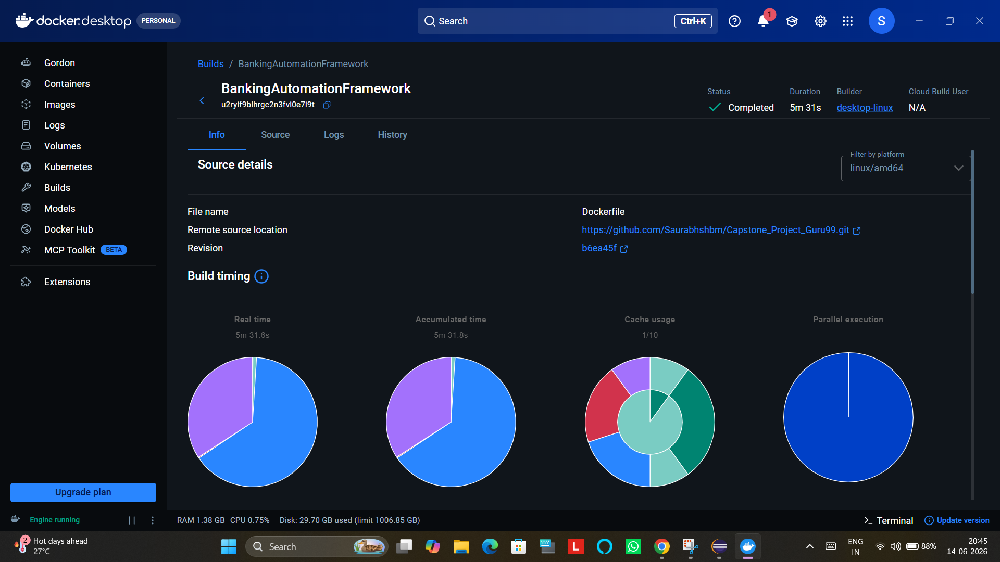 docker.desktop PERSONAL
Search Ctrl+K
1
S
Gordon
Containers
Images
Logs
Volumes
Kubernetes
Builds
Models
Docker Hub
MCP Toolkit BETA
Extensions
Upgrade plan
Builds / BankingAutomationFramework
BankingAutomationFramework
u2ryif9blhrgc2n3fvi0e7i9t
Status Duration Builder Cloud Build User
Completed 5m 31s desktop-linux N/A
Info Source Logs History
Source details
Filter by platform
linux/amd64
File name Dockerfile
Remote source location https://github.com/Saurabhshbm/Capstone_Project_Guru99.git
Revision b6ea45f
Build timing
Real time Accumulated time Cache usage Parallel execution
5m 31.6s 5m 31.8s 1/10
Engine running RAM 1.38 GB CPU 0.75% Disk: 29.70 GB used (limit 1006.85 GB) Terminal Update version
2
Hot days ahead
27°C
Search
L
ENG
IN
88%
20:45
14-06-2026